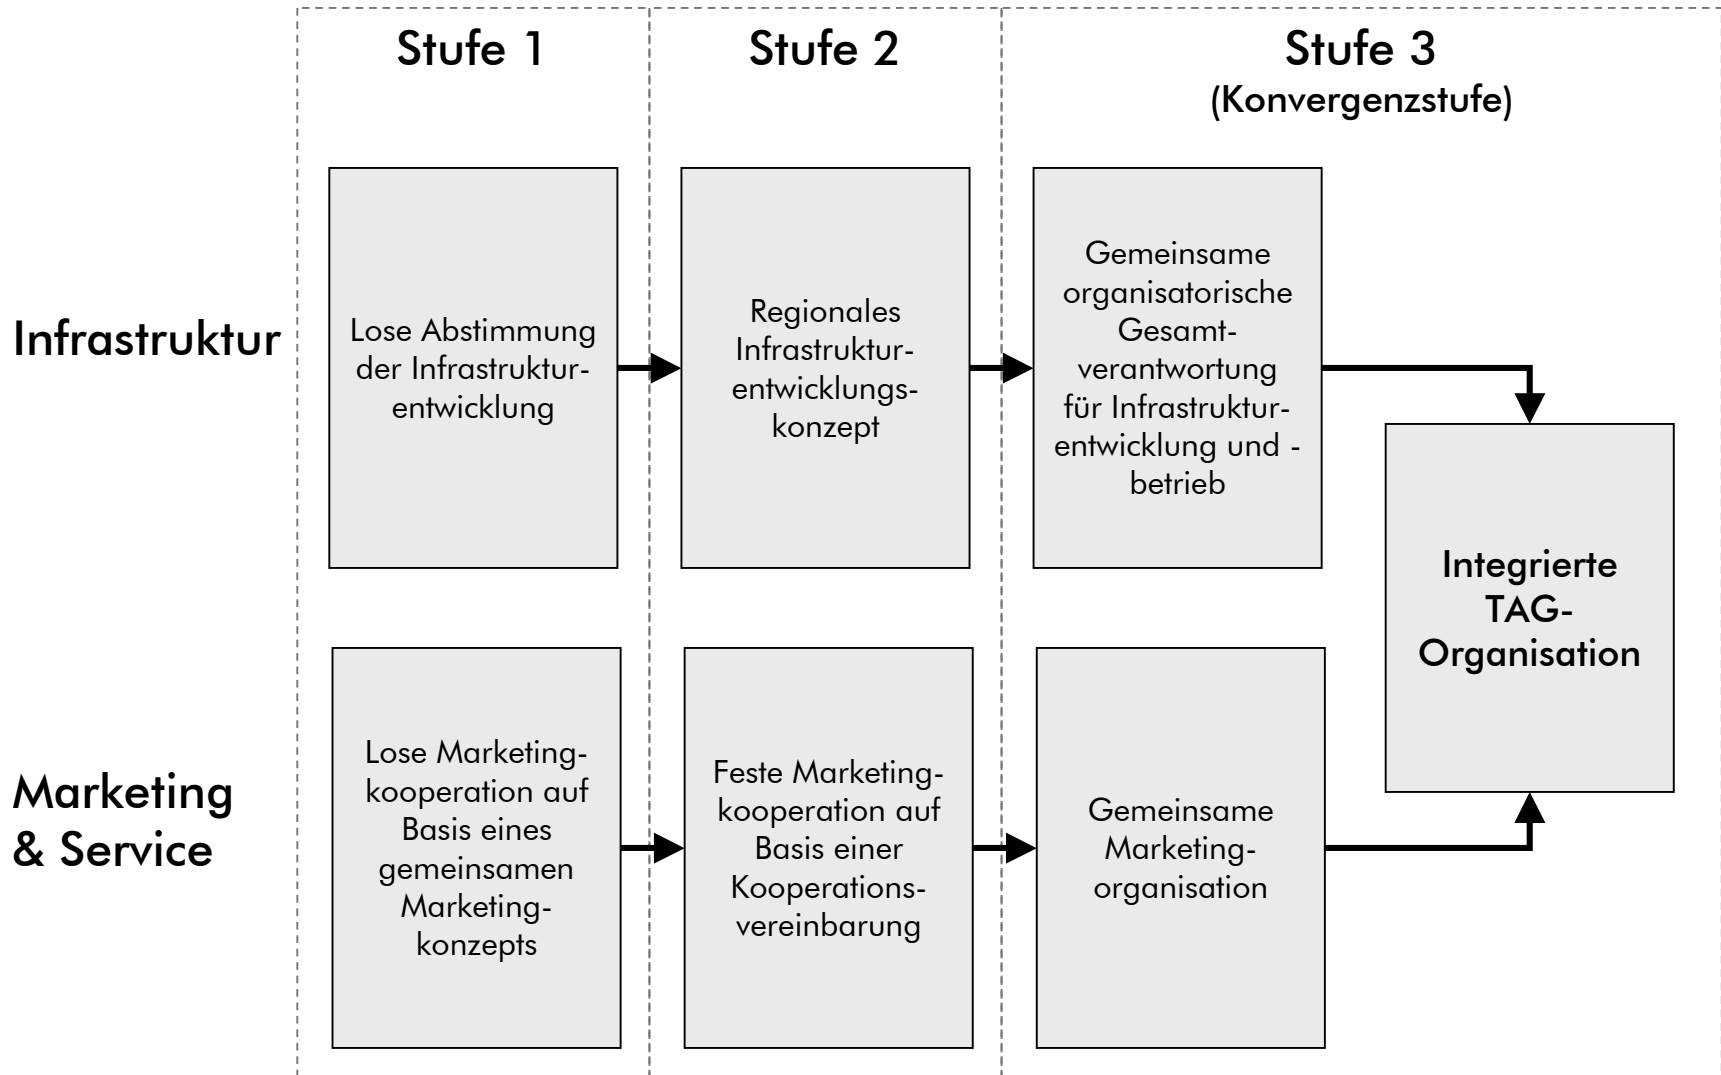 Stufe 1
Stufe 2
Stufe 3
(Konvergenzstufe)
Infrastruktur
Lose Abstimmung
der Infrastruktur-
entwicklung
Regionales
Infrastruktur-
entwicklungs-
konzept
Gemeinsame
organisatorische
Gesamt-
verantwortung
für Infrastruktur-
entwicklung und -
betrieb
Integrierte
TAG-
Organisation
Marketing
& Service
Lose Marketing-
kooperation auf
Basis eines
gemeinsamen
Marketing-
konzepts
Feste Marketing-
kooperation auf
Basis einer
Kooperations-
vereinbarung
Gemeinsame
Marketing-
organisation